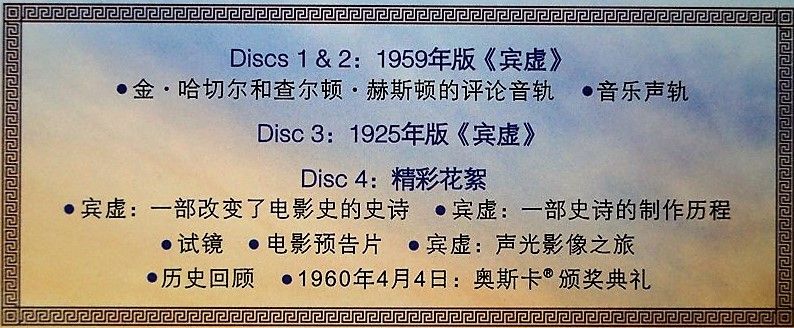 Discs 1 & 2：1959年版《宾虚》
●金·哈切尔和查尔顿·赫斯顿的评论音轨 ●音乐声轨
Disc 3：1925年版《宾虚》
Disc 4：精彩花絮
●宾虚：一部改变了电影史的史诗 ●宾虚：一部史诗的制作历程
●试镜 ●电影预告片 ●宾虚：声光影像之旅
●历史回顾 ●1960年4月4日：奥斯卡®颁奖典礼